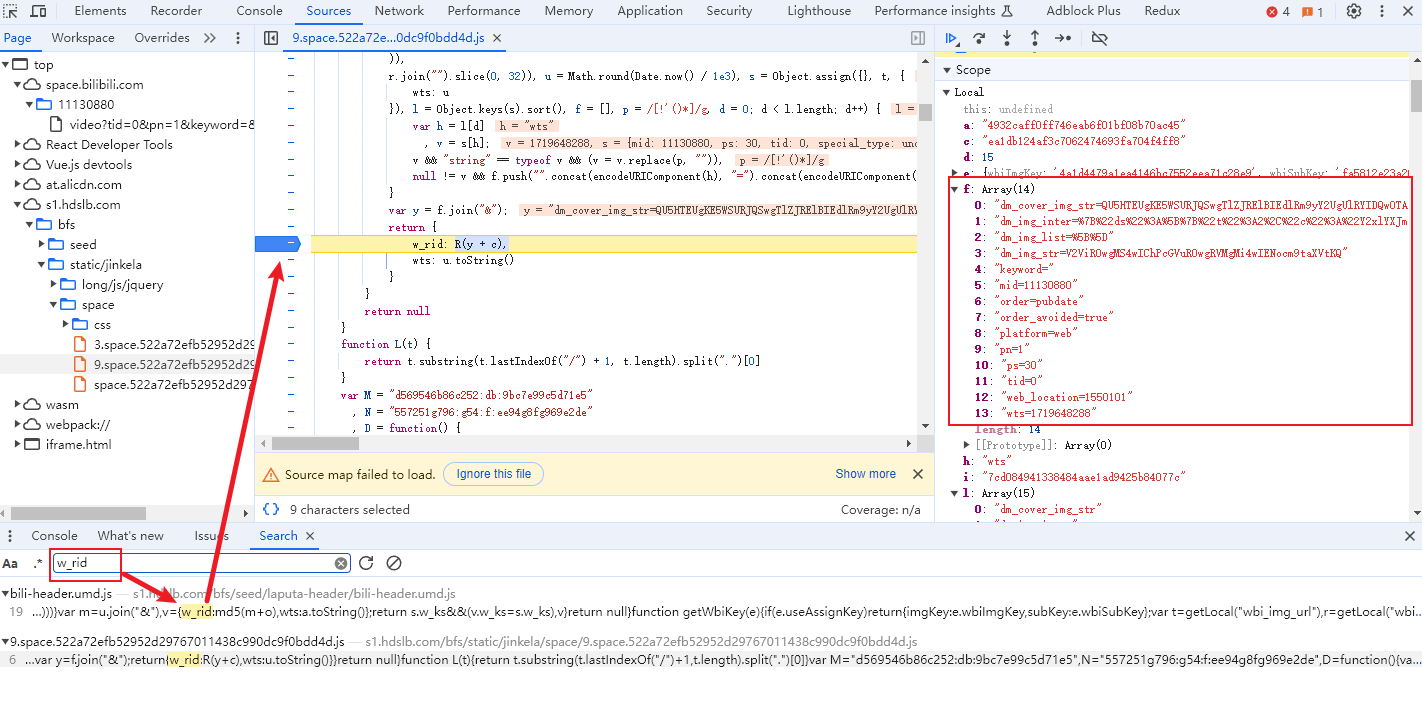 Elements Recorder Console Sources Network Performance Memory Application Security Lighthouse Performance insights Adblock Plus Redux 4 1
Page Workspace Overrides 9.space.522a72e...0dc9f0bdd4d.js
top
space.bilibili.com
11130880
video?tid=0&pn=1&keyword=&
React Developer Tools
Vue.js devtools
at.alicdn.com
s1.hdslb.com
bfs
seed
static/jinkela
long/js/jquery
space
css
3.space.522a72efb52952d29
9.space.522a72efb52952d29
space.522a72efb52952d297
wasm
webpack://
iframe.html
)),
r.join("").slice(0, 32)), u = Math.round(Date.now() / 1e3), s = Object.assign({}, t, {
wts: u
}), l = Object.keys(s).sort(), f = [], p = /[!'()*]/g, d = 0; d < l.length; d++) { l =
var h = l[d] h = "wts"
, v = s[h]; v = 1719648288, s = {mid: 11130880, ps: 30, tid: 0, special_type: und
v && "string" == typeof v && (v = v.replace(p, "")), p = /[!'()*]/g
null != v && f.push("".concat(encodeURIComponent(h), "=").concat(encodeURIComponent(
}
var y = f.join("&"); y = "dm_cover_img_str=QU5HTEUgKE5WSURJQSwgTlZJRElBIEdlRm9yY2UgUlRY
return {
w_rid: R(y + c),
wts: u.toString()
}
}
return null
}
function L(t) {
return t.substring(t.lastIndexOf("/") + 1, t.length).split(".")[0]
}
var M = "d569546b86c252:db:9bc7e99c5d71e5"
, N = "557251g796:g54:f:ee94g8fg969e2de"
, D = function() {
Source map failed to load. Ignore this file Show more
{} 9 characters selected Coverage: n/a
Scope
Local
this: undefined
a: "4932caff0ff746eab6f01bf08b70ac45"
c: "ea1db124af3c7062474693fa704f4ff8"
d: 15
e: {wbiImgKey: '4a1d4479a1ea4146bc7552eea71c28e9', wbiSubKey: 'fa5812e23a2
f: Array(14)
0: "dm_cover_img_str=QU5HTEUgKE5WSURJQSwgTlZJRElBIEdlRm9yY2UgUlRYIDQwOTA
1: "dm_img_inter=%7B%22ds%22%3A%5B%7B%22t%22%3A2%2C%22c%22%3A%22Y2xlYXJm
2: "dm_img_list=%5B%5D"
3: "dm_img_str=V2ViR0wgMS4wIChPcGVuR0wgRVMgMi4wIENocm9taXVtKQ"
4: "keyword="
5: "mid=11130880"
6: "order=pubdate"
7: "order_avoided=true"
8: "platform=web"
9: "pn=1"
10: "ps=30"
11: "tid=0"
12: "web_location=1550101"
13: "wts=1719648288"
length: 14
[[Prototype]]: Array(0)
h: "wts"
i: "7cd084941338484aae1ad9425b84077c"
l: Array(15)
0: "dm_cover_img_str"
Console What's new Issues Search
Aa .* w_rid
bili-header.umd.js — s1.hdslb.com/bfs/seed/laputa-header/bili-header.umd.js
19 ...)))}var m=u.join("&"),v={w_rid:md5(m+o),wts:a.toString()};return s.w_ks&&(v.w_ks=s.w_ks),v}return null}function getWbiKey(e){if(e.useAssignKey)return{imgKey:e.wbiImgKey,subKey:e.wbiSubKey};var t=getLocal("wbi_img_url"),r=getLocal("wbi...
9.space.522a72efb52952d29767011438c990dc9f0bdd4d.js — s1.hdslb.com/bfs/static/jinkela/space/9.space.522a72efb52952d29767011438c990dc9f0bdd4d.js
6 ...var y=f.join("&");return{w_rid:R(y+c),wts:u.toString()}}return null}function L(t){return t.substring(t.lastIndexOf("/")+1,t.length).split(".")[0]}var M="d569546b86c252:db:9bc7e99c5d71e5",N="557251g796:g54:f:ee94g8fg969e2de",D=function(){va...